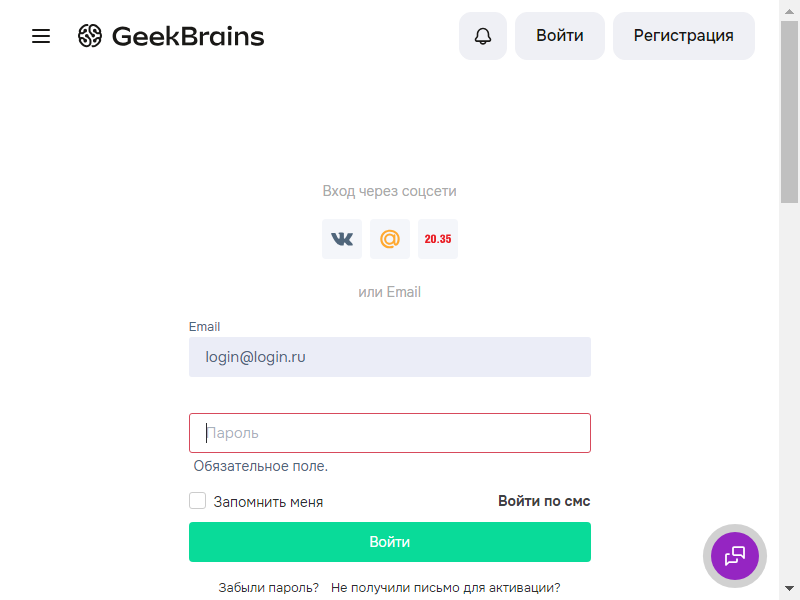 GeekBrains
Войти
Регистрация
Вход через соцсети
20.35
или Email
Email
login@login.ru
Пароль
Обязательное поле.
Запомнить меня
Войти по смс
Войти
Забыли пароль? Не получили письмо для активации?